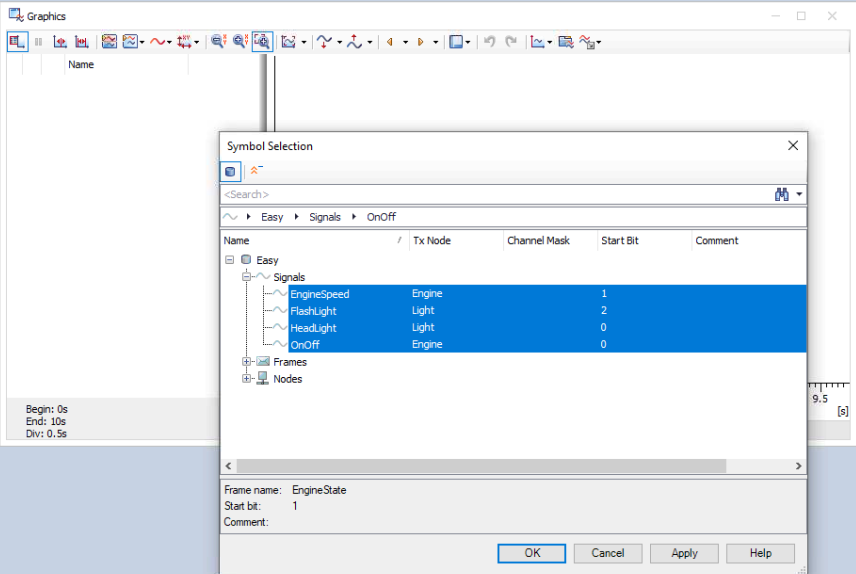 Graphics
Name
Symbol Selection
<Search>
Easy Signals OnOff
Name / Tx Node Channel Mask Start Bit Comment
Easy
Signals
EngineSpeed Engine 1
FlashLight Light 2
HeadLight Light 0
OnOff Engine 0
Frames
Nodes
9.5
[s]
Begin: 0s
End: 10s
Div: 0.5s
Frame name: EngineState
Start bit: 1
Comment:
OK Cancel Apply Help